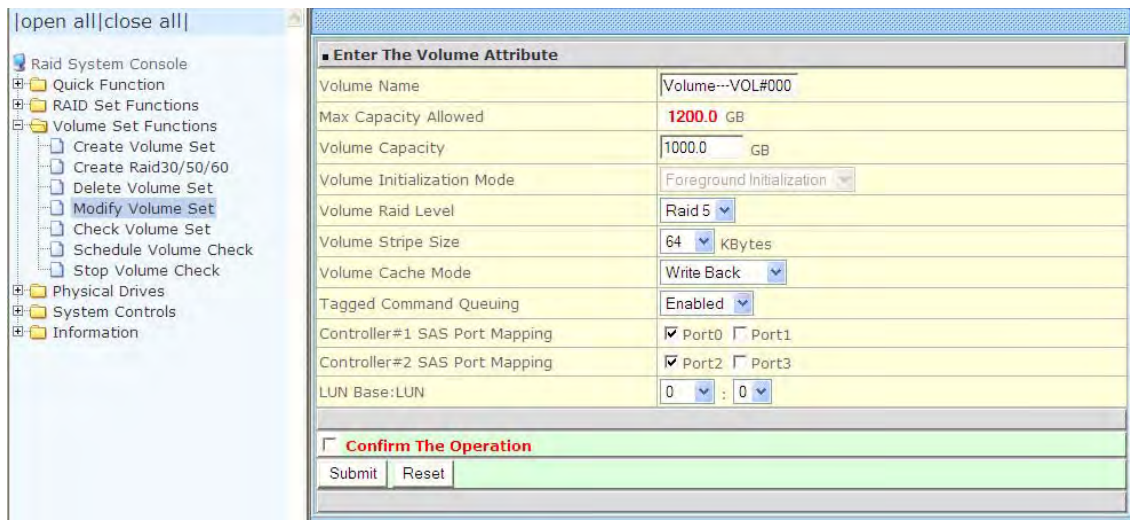 |open all|close all|
Raid System Console
Quick Function
RAID Set Functions
Volume Set Functions
Create Volume Set
Create Raid30/50/60
Delete Volume Set
Modify Volume Set
Check Volume Set
Schedule Volume Check
Stop Volume Check
Physical Drives
System Controls
Information
Enter The Volume Attribute
Volume Name Volume---VOL#000
Max Capacity Allowed 1200.0 GB
Volume Capacity 1000.0 GB
Volume Initialization Mode Foreground Initialization
Volume Raid Level Raid 5
Volume Stripe Size 64 KBytes
Volume Cache Mode Write Back
Tagged Command Queuing Enabled
Controller#1 SAS Port Mapping Port0 Port1
Controller#2 SAS Port Mapping Port2 Port3
LUN Base:LUN 0 : 0
Confirm The Operation
Submit Reset